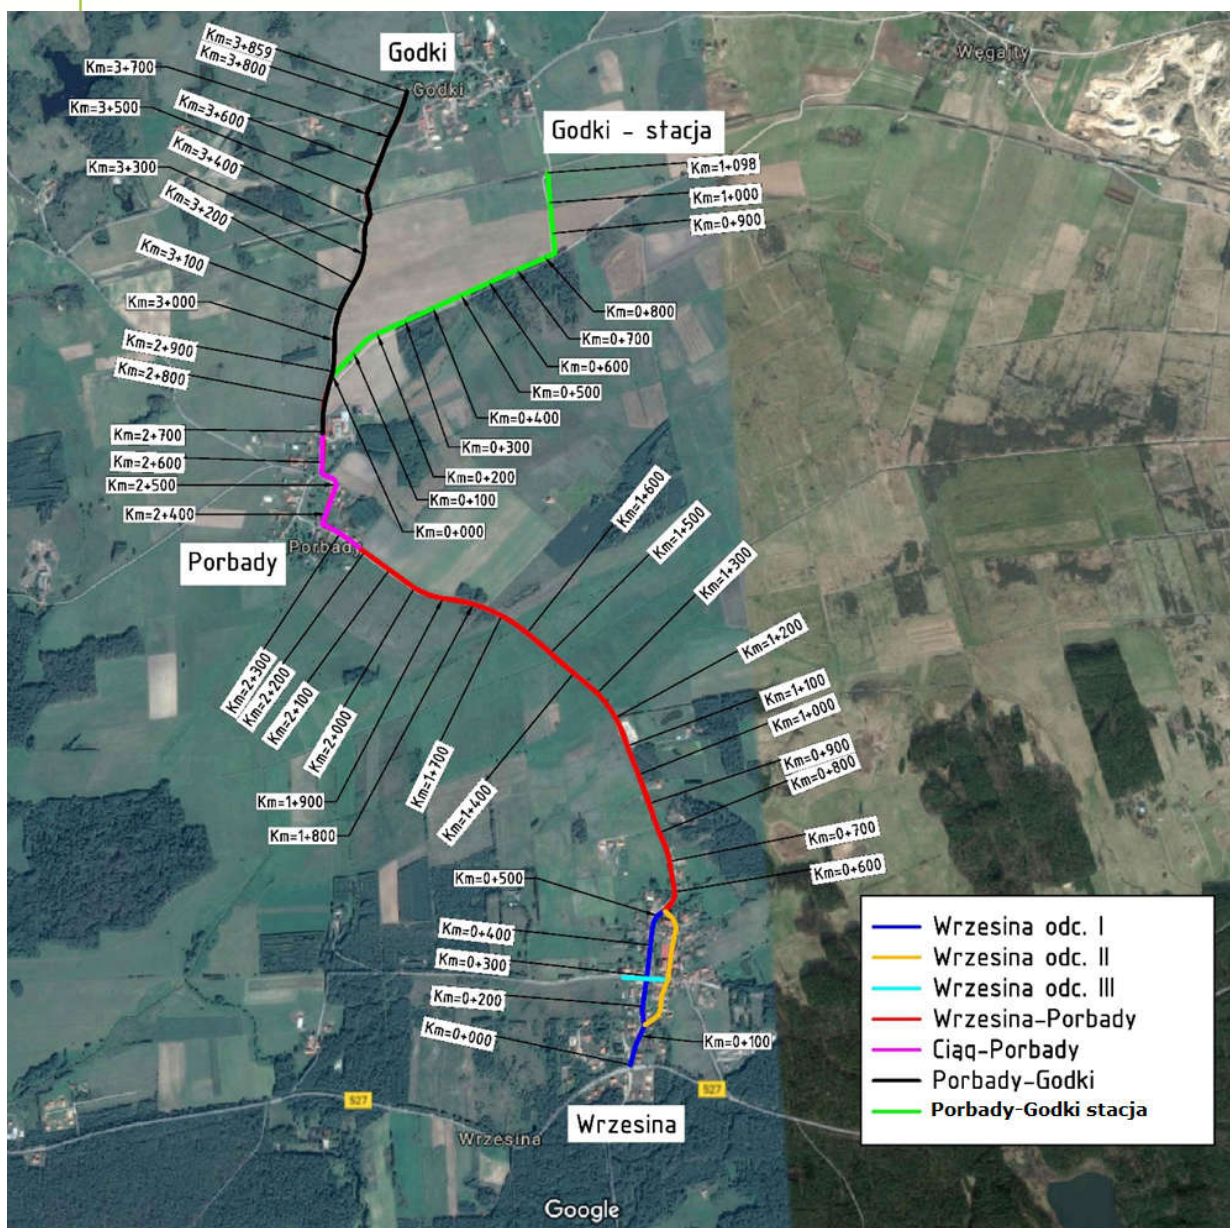 Km=3+859
Km=3+800
Km=3+700
Km=3+600
Km=3+500
Km=3+400
Km=3+300
Km=3+200
Km=3+100
Km=3+000
Km=2+900
Km=2+800
Km=2+700
Km=2+600
Km=2+500
Km=2+400
Godki
Godki
Węgajty
Godki - stacja
Km=1+098
Km=1+000
Km=0+900
Km=0+800
Km=0+700
Km=0+600
Km=0+500
Km=0+400
Km=0+300
Km=0+200
Km=0+100
Km=0+000
Porbady
Porbady
Km=2+300
Km=2+200
Km=2+100
Km=2+000
Km=1+900
Km=1+800
Km=1+700
Km=1+400
Km=1+600
Km=1+500
Km=1+300
Km=1+200
Km=1+100
Km=1+000
Km=0+900
Km=0+800
Km=0+700
Km=0+600
Km=0+500
Km=0+400
Km=0+300
Km=0+200
Km=0+000
Km=0+100
527
527
Wrzesina
Wrzesina
Google
Wrzesina odc. I
Wrzesina odc. II
Wrzesina odc. III
Wrzesina-Porbady
Ciąg-Porbady
Porbady-Godki
Porbady-Godki stacja